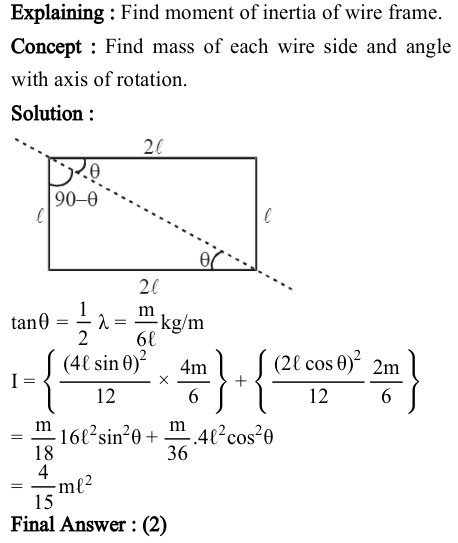 Explaining : Find moment of inertia of wire frame.
Concept : Find mass of each wire side and angle
with axis of rotation.
Solution :
2ℓ
θ
90–θ
ℓ
ℓ
θ
2ℓ
tanθ = 1/2 λ = m/6ℓ kg/m
I = { (4ℓ sin θ)²/12 × 4m/6 } + { (2ℓ cos θ)²/12 2m/6 }
= m/18 16ℓ²sin²θ + m/36 .4ℓ²cos²θ
= 4/15 mℓ²
Final Answer : (2)